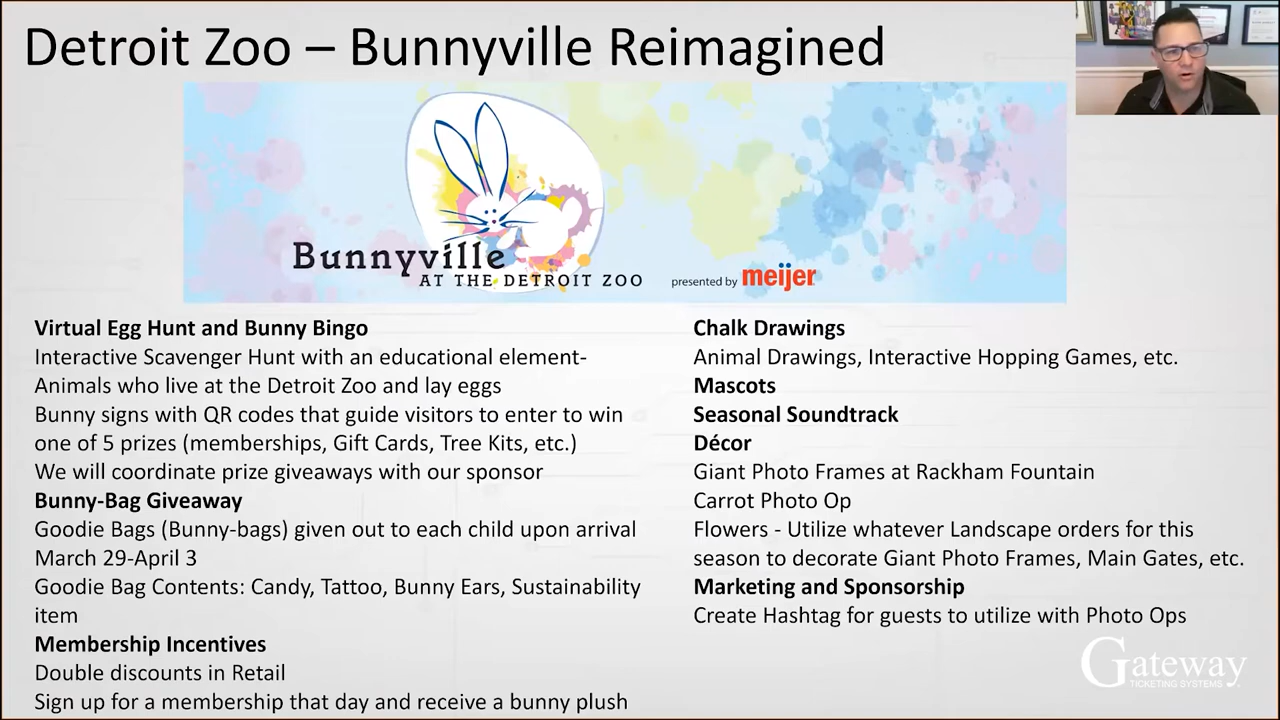 Detroit Zoo – Bunnyville Reimagined
Bunnyville
AT THE DETROIT ZOO
presented by meijer
Virtual Egg Hunt and Bunny Bingo
Interactive Scavenger Hunt with an educational element-
Animals who live at the Detroit Zoo and lay eggs
Bunny signs with QR codes that guide visitors to enter to win
one of 5 prizes (memberships, Gift Cards, Tree Kits, etc.)
We will coordinate prize giveaways with our sponsor
Bunny-Bag Giveaway
Goodie Bags (Bunny-bags) given out to each child upon arrival
March 29-April 3
Goodie Bag Contents: Candy, Tattoo, Bunny Ears, Sustainability
item
Membership Incentives
Double discounts in Retail
Sign up for a membership that day and receive a bunny plush
Chalk Drawings
Animal Drawings, Interactive Hopping Games, etc.
Mascots
Seasonal Soundtrack
Décor
Giant Photo Frames at Rackham Fountain
Carrot Photo Op
Flowers - Utilize whatever Landscape orders for this
season to decorate Giant Photo Frames, Main Gates, etc.
Marketing and Sponsorship
Create Hashtag for guests to utilize with Photo Ops
Gateway
TICKETING SYSTEMS